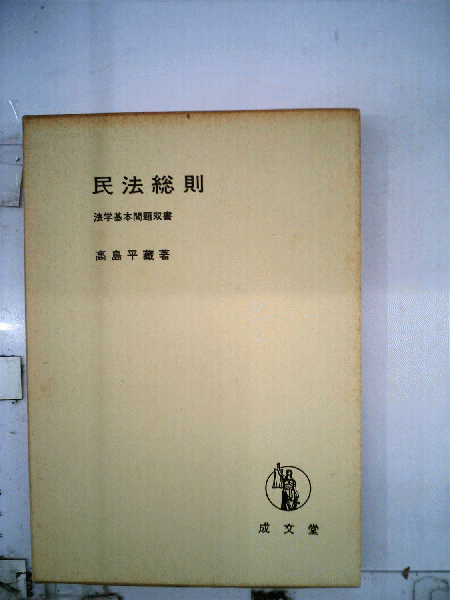 民法総則
法学基本問題双書
高島平藏著
成文堂